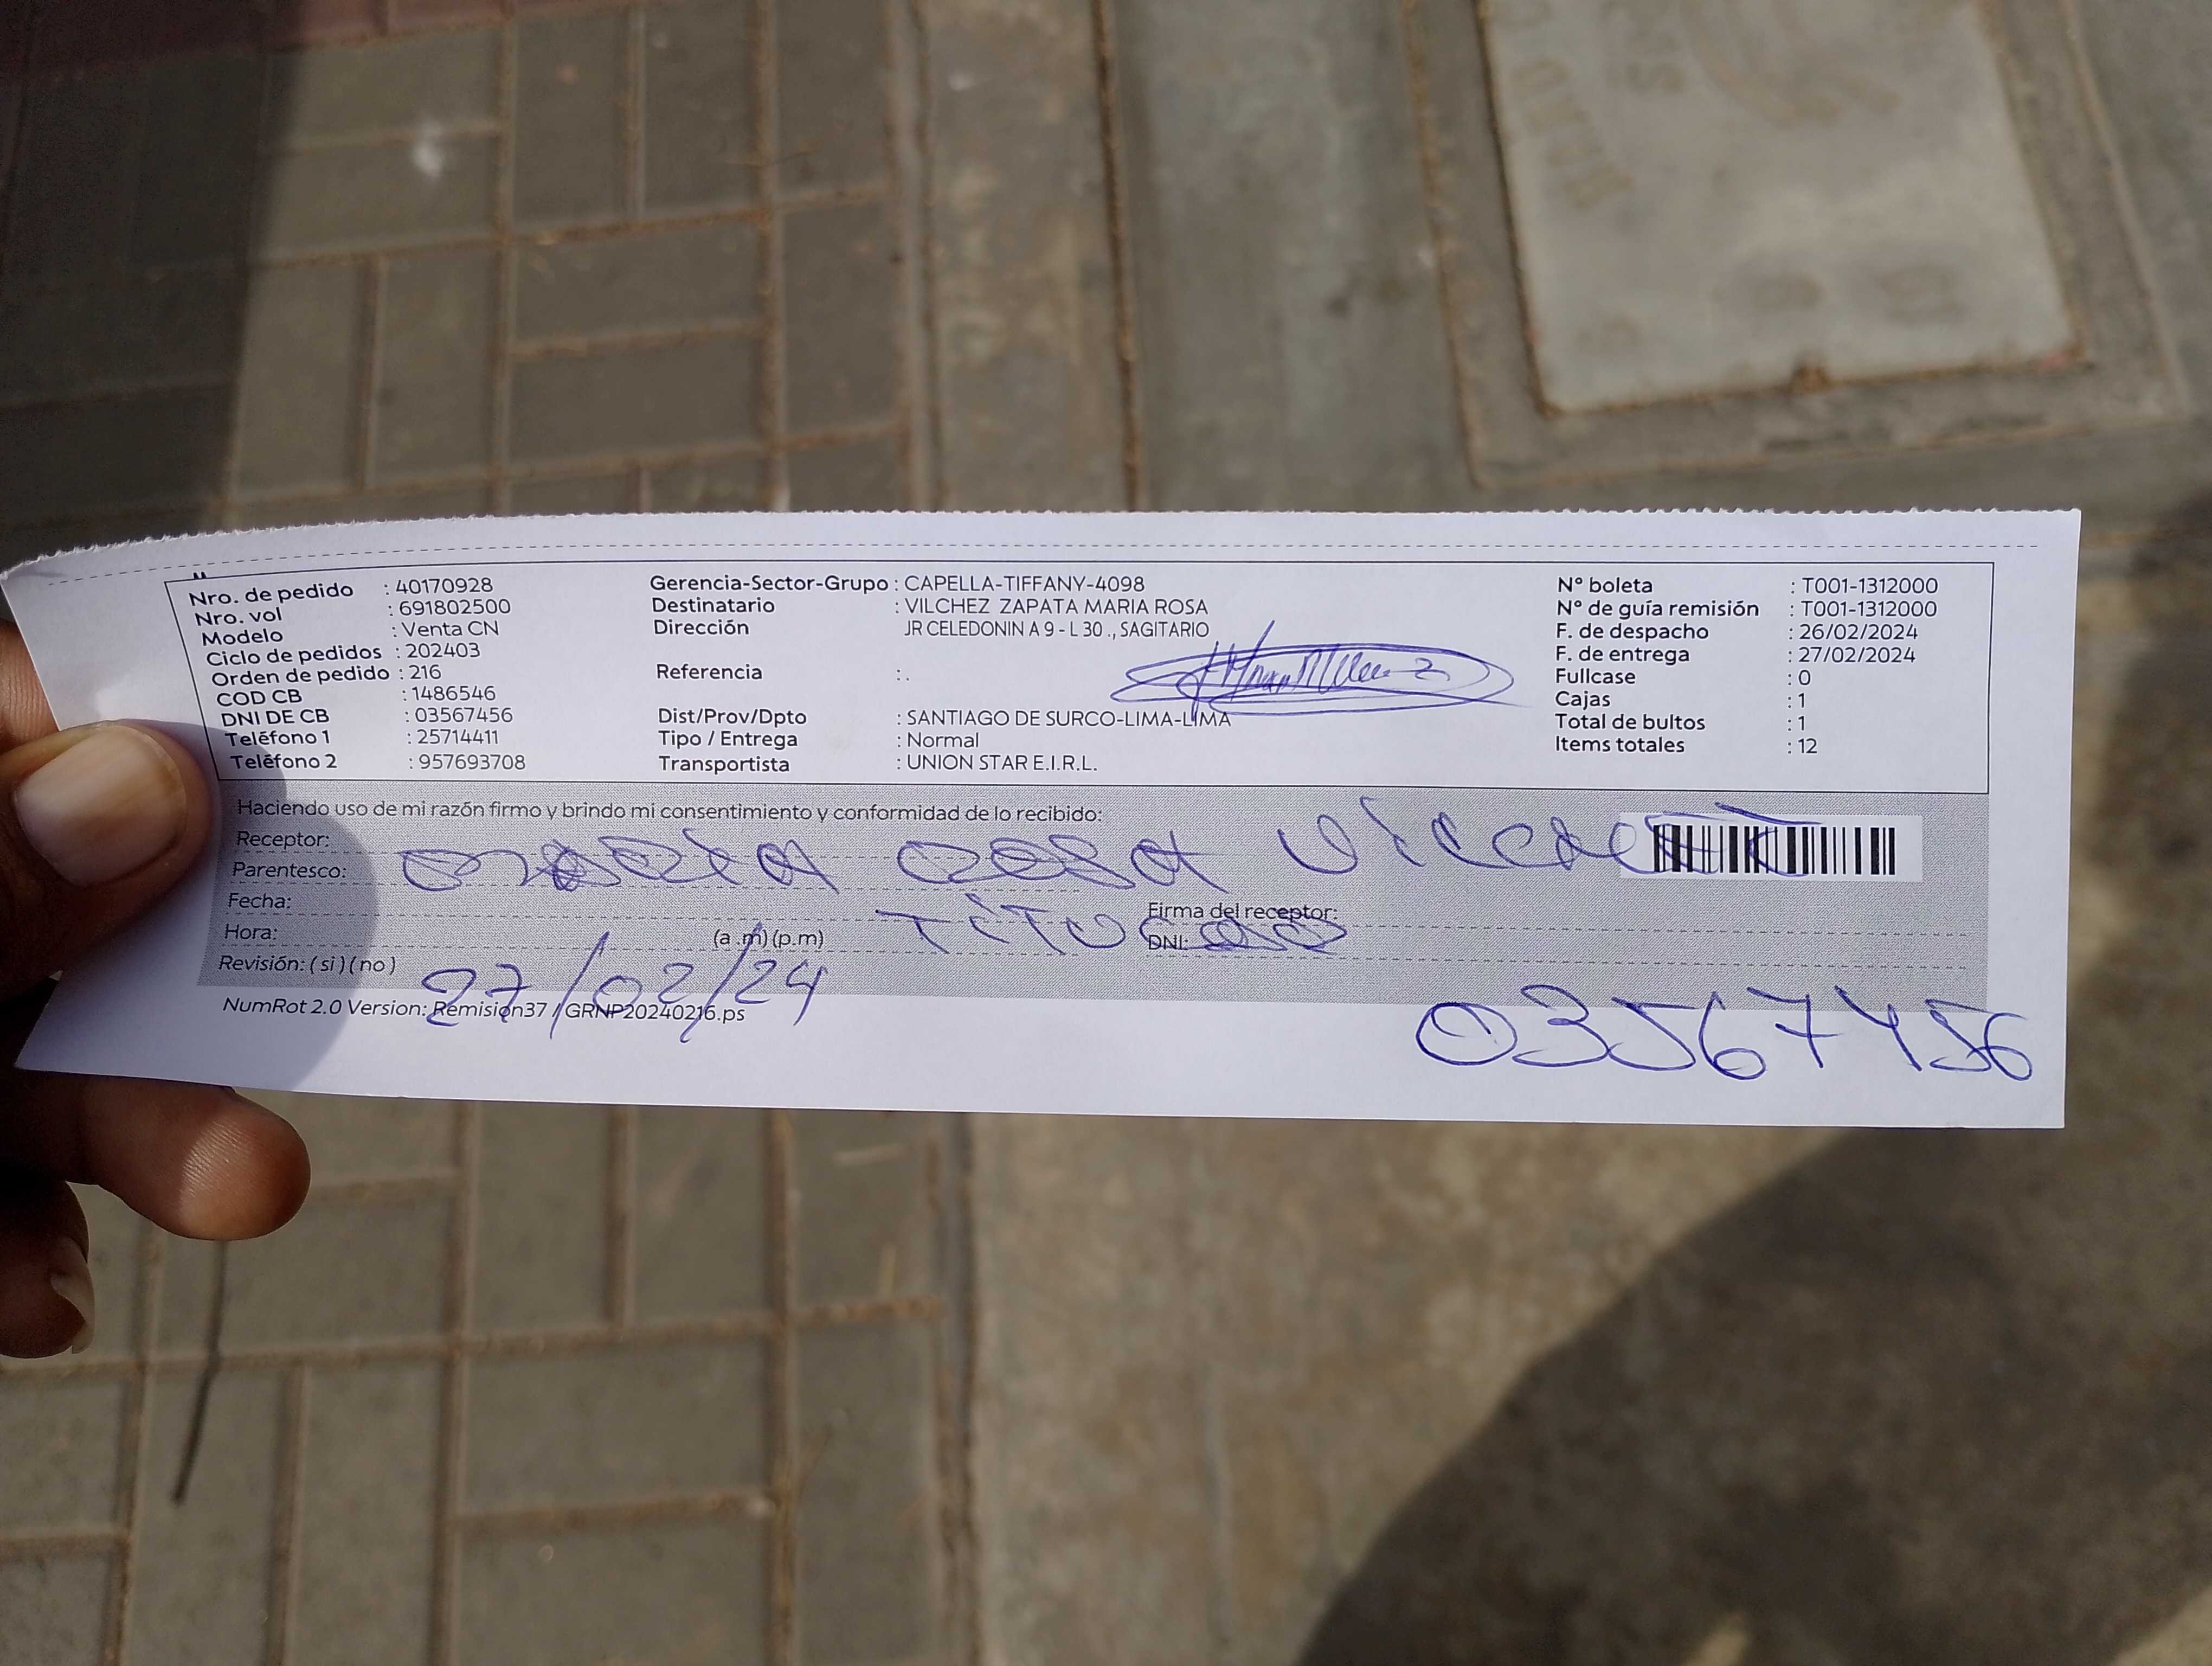 Nro. de pedido : 40170928
Nro. vol : 691802500
Modelo : Venta CN
Ciclo de pedidos : 202403
Orden de pedido : 216
COD CB : 1486546
DNI DE CB : 03567456
Teléfono 1 : 25714411
Teléfono 2 : 957693708
Gerencia-Sector-Grupo : CAPELLA-TIFFANY-4098
Destinatario : VILCHEZ ZAPATA MARIA ROSA
Dirección JR CELEDONIN A 9 - L 30 ., SAGITARIO
Referencia : .
Dist/Prov/Dpto : SANTIAGO DE SURCO-LIMA-LIMA
Tipo / Entrega : Normal
Transportista : UNION STAR E.I.R.L.
N° boleta : T001-1312000
N° de guía remisión : T001-1312000
F. de despacho : 26/02/2024
F. de entrega : 27/02/2024
Fullcase : 0
Cajas : 1
Total de bultos : 1
Items totales : 12
Haciendo uso de mi razón firmo y brindo mi consentimiento y conformidad de lo recibido:
Receptor:
Parentesco: maria rosa
Fecha:
Firma del receptor:
Hora: (a .m) (p.m)
DNI:
Revisión: ( si ) ( no )
27/02/24
NumRot 2.0 Version: Remision37 / GRNP20240216.ps
03567456